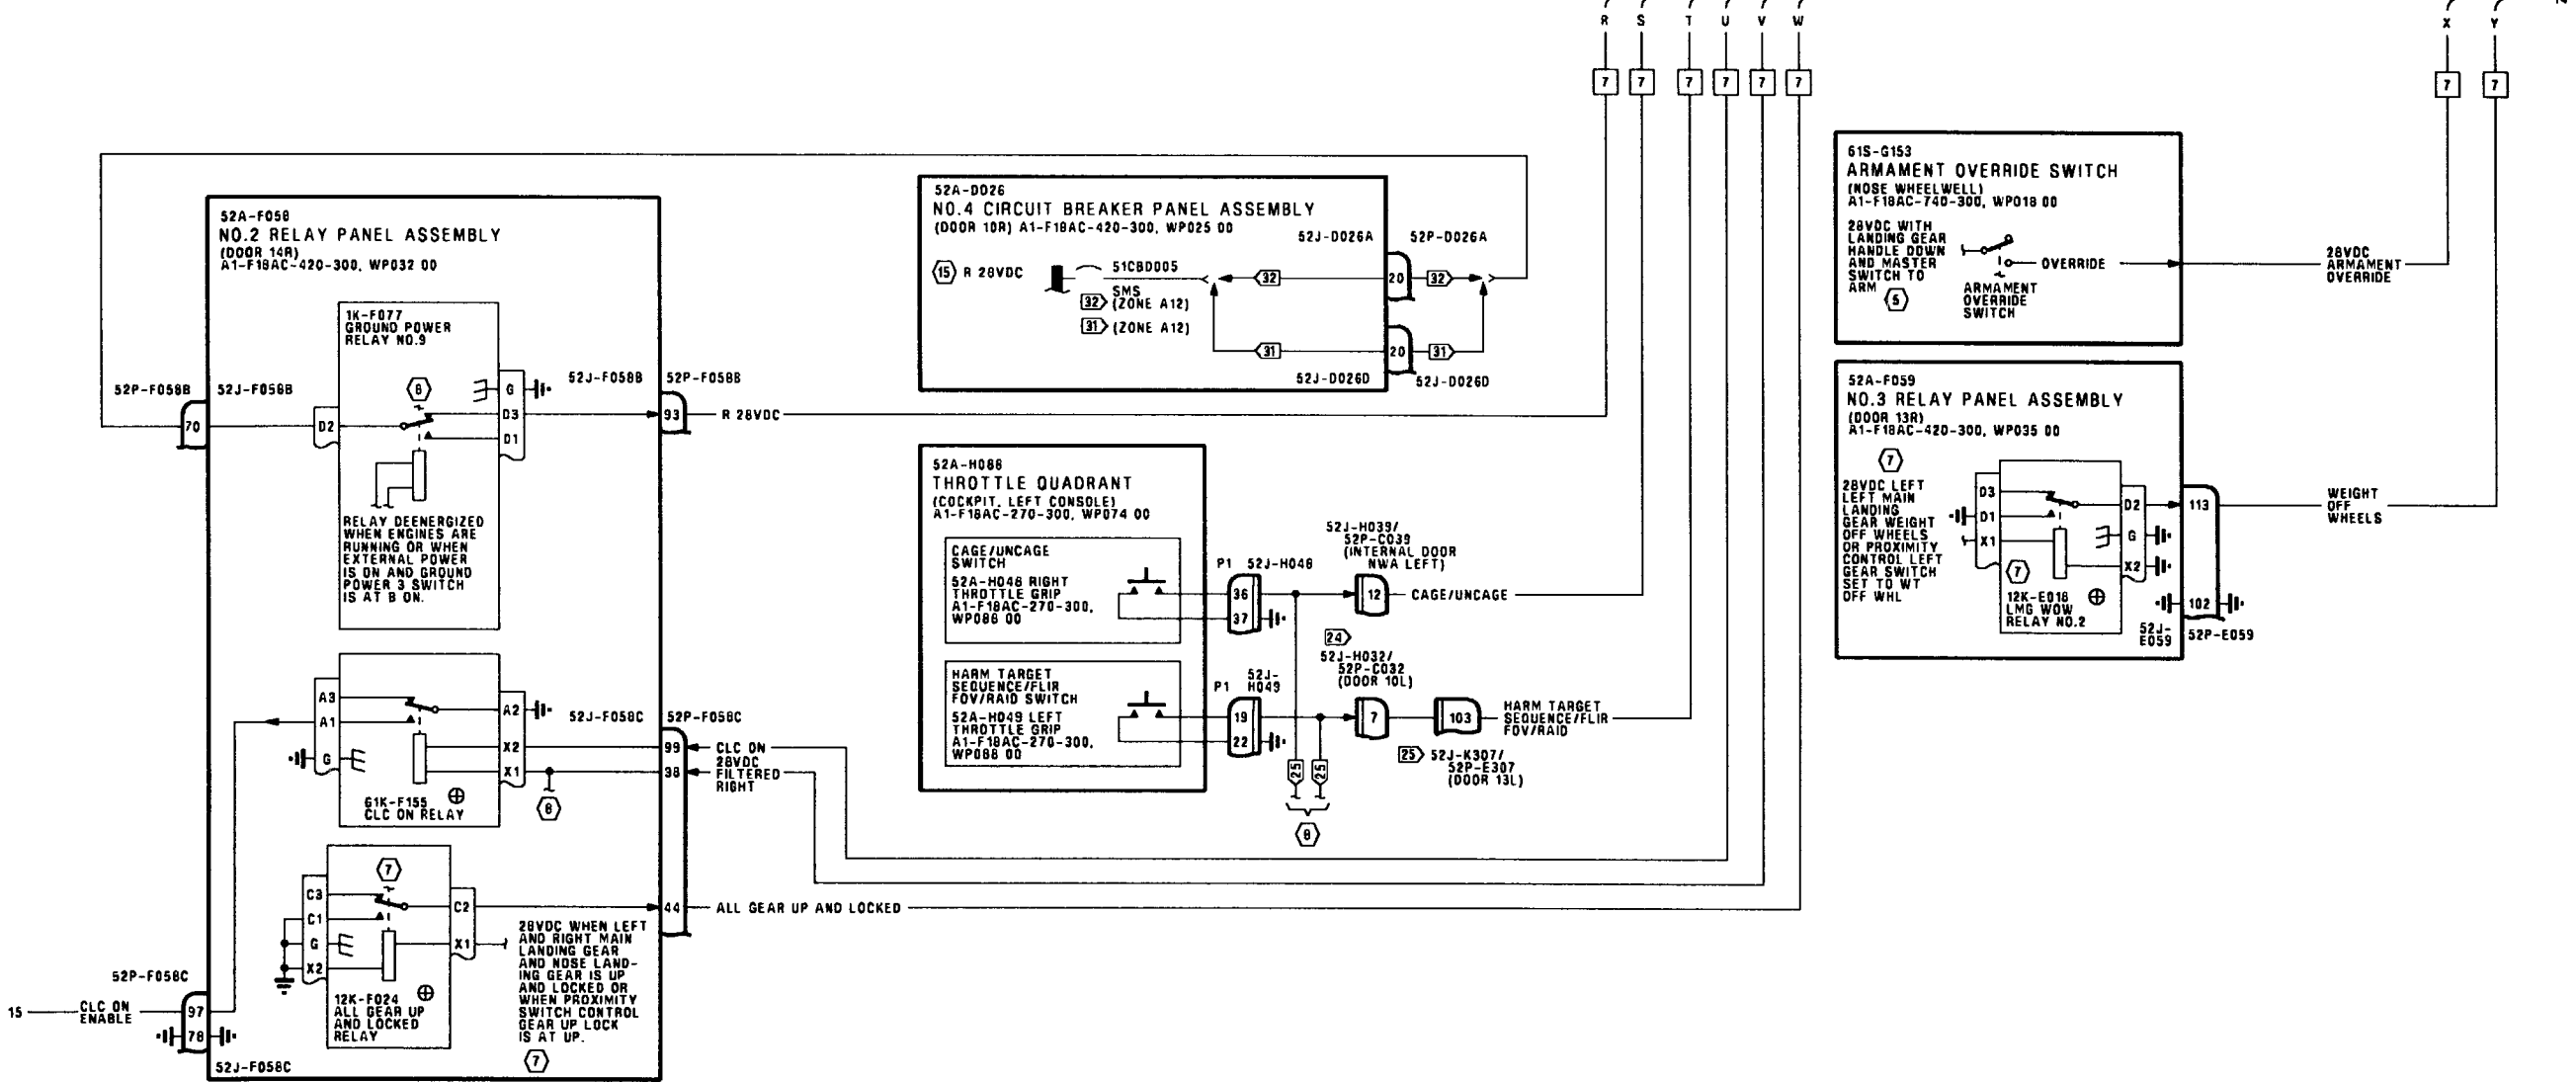 R S T U V W X Y
7 7 7 7 7 7 7 7
52A-F058
NO.2 RELAY PANEL ASSEMBLY
(DOOR 14R)
A1-F18AC-420-300, WP032 00
1K-F077
GROUND POWER
RELAY NO.9
8
52P-F058B
52J-F058B
70
D2
G
D3
D1
52J-F058B
52P-F058B
93
R 28VDC
RELAY DEENERGIZED
WHEN ENGINES ARE
RUNNING OR WHEN
EXTERNAL POWER
IS ON AND GROUND
POWER 3 SWITCH
IS AT B ON.
A3
A1
G
A2
X2
X1
61K-F155
CLC ON RELAY
8
52J-F058C
52P-F058C
99
CLC ON
38
28VDC
FILTERED
RIGHT
7
C3
C1
G
X2
C2
X1
12K-F024
ALL GEAR UP
AND LOCKED
RELAY
44
ALL GEAR UP AND LOCKED
28VDC WHEN LEFT
AND RIGHT MAIN
LANDING GEAR
AND NOSE LAND-
ING GEAR IS UP
AND LOCKED OR
WHEN PROXIMITY
SWITCH CONTROL
GEAR UP LOCK
IS AT UP.
7
52P-F058C
15
CLC ON
ENABLE
97
78
52J-F058C
52A-D026
NO.4 CIRCUIT BREAKER PANEL ASSEMBLY
(DOOR 10R) A1-F18AC-420-300, WP025 00
52J-D026A
52P-D026A
15 R 28VDC
51CBD005
SMS
32 (ZONE A12)
31 (ZONE A12)
32
20
32
31
20
31
52J-D026D
52J-D026D
52A-H088
THROTTLE QUADRANT
(COCKPIT, LEFT CONSOLE)
A1-F18AC-270-300, WP074 00
CAGE/UNCAGE
SWITCH
52A-H048 RIGHT
THROTTLE GRIP
A1-F18AC-270-300,
WP088 00
P1
52J-H048
36
37
52J-H039/
52P-C039
(INTERNAL DOOR
NWA LEFT)
12
CAGE/UNCAGE
HARM TARGET
SEQUENCE/FLIR
FOV/RAID SWITCH
52A-H049 LEFT
THROTTLE GRIP
A1-F18AC-270-300,
WP088 00
P1
52J-
H049
19
22
24
52J-H032/
52P-C032
(DOOR 10L)
7
103
HARM TARGET
SEQUENCE/FLIR
FOV/RAID
25 52J-K307/
52P-E307
(DOOR 13L)
25
25
8
61S-G153
ARMAMENT OVERRIDE SWITCH
(NOSE WHEELWELL)
A1-F18AC-740-300, WP018 00
28VDC WITH
LANDING GEAR
HANDLE DOWN
AND MASTER
SWITCH TO
ARM
5
OVERRIDE
ARMAMENT
OVERRIDE
SWITCH
28VDC
ARMAMENT
OVERRIDE
52A-F059
NO.3 RELAY PANEL ASSEMBLY
(DOOR 13R)
A1-F18AC-420-300, WP035 00
7
28VDC LEFT
LEFT MAIN
LANDING
GEAR WEIGHT
OFF WHEELS
OR PROXIMITY
CONTROL LEFT
GEAR SWITCH
SET TO WT
OFF WHL
D3
D1
X1
D2
G
X2
7
12K-E018
LMG WOW
RELAY NO.2
113
WEIGHT
OFF
WHEELS
102
52J-
E059
52P-E059